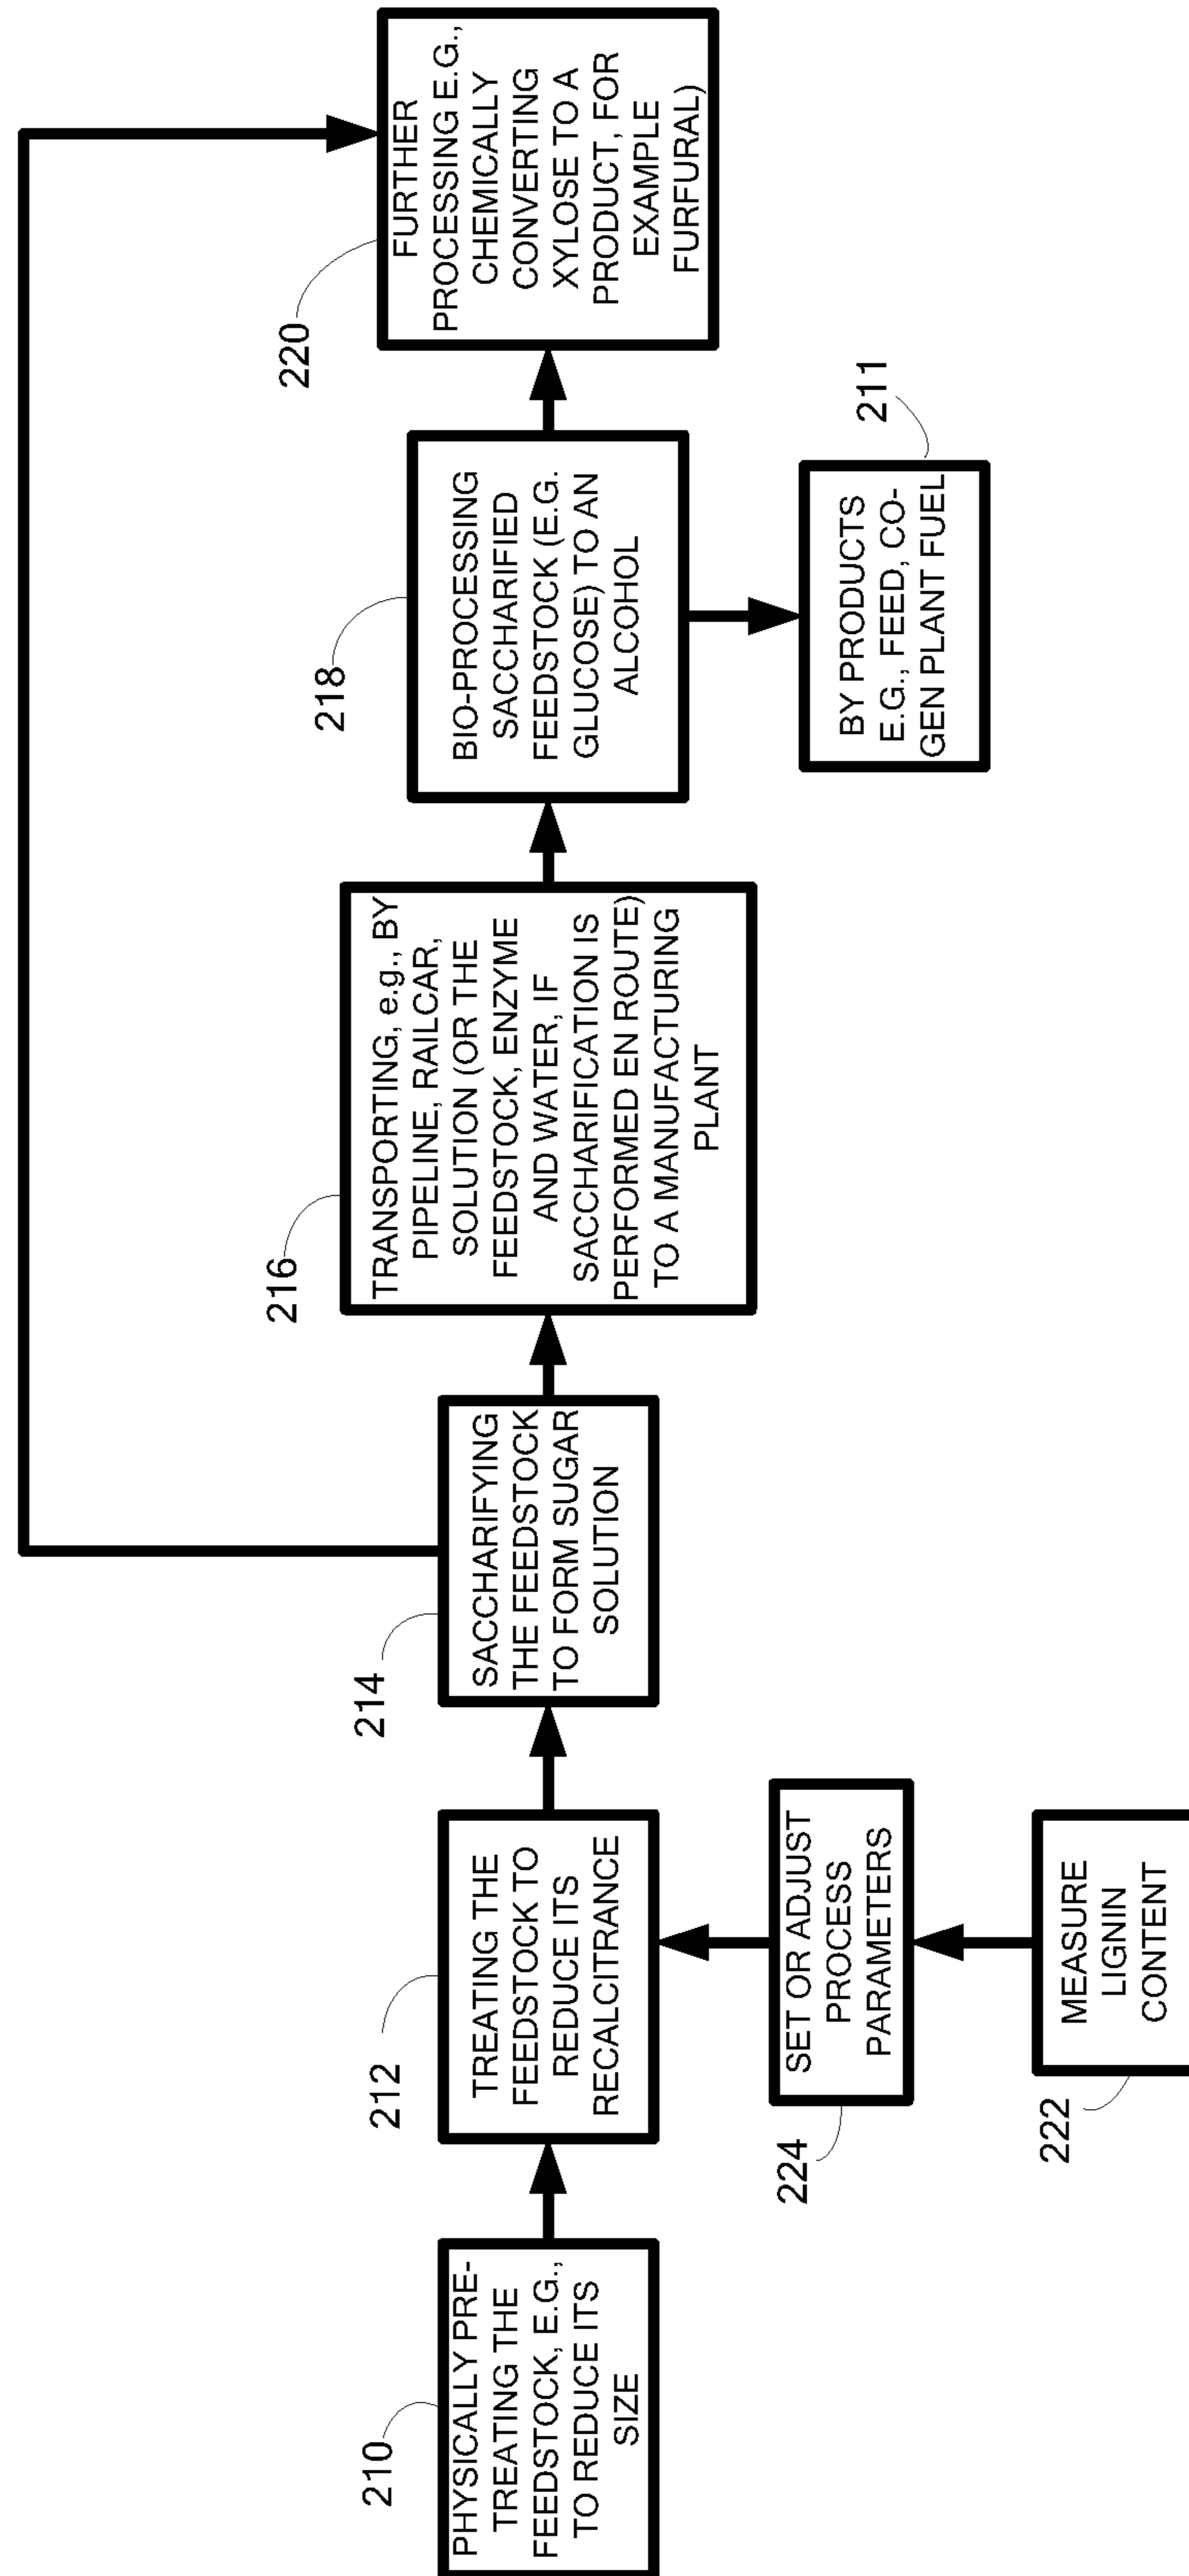 210
PHYSICALLY PRE-
TREATING THE
FEEDSTOCK, E.G.,
TO REDUCE ITS
SIZE
212
TREATING THE
FEEDSTOCK TO
REDUCE ITS
RECALCITRANCE
224
SET OR ADJUST
PROCESS
PARAMETERS
222
MEASURE
LIGNIN
CONTENT
214
SACCHARIFYING
THE FEEDSTOCK
TO FORM SUGAR
SOLUTION
216
TRANSPORTING, e.g., BY
PIPELINE, RAILCAR,
SOLUTION (OR THE
FEEDSTOCK, ENZYME
AND WATER, IF
SACCHARIFICATION IS
PERFORMED EN ROUTE)
TO A MANUFACTURING
PLANT
218
BIO-PROCESSING
SACCHARIFIED
FEEDSTOCK (E.G.
GLUCOSE) TO AN
ALCOHOL
211
BY PRODUCTS
E.G., FEED, CO-
GEN PLANT FUEL
220
FURTHER
PROCESSING E.G.,
CHEMICALLY
CONVERTING
XYLOSE TO A
PRODUCT, FOR
EXAMPLE
FURFURAL)